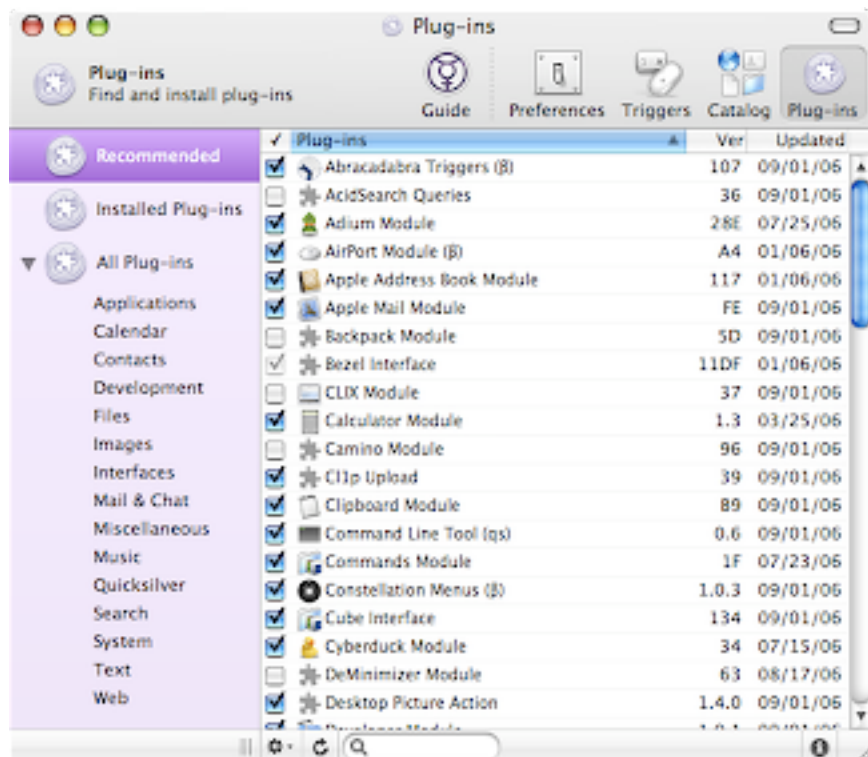 Plug-ins
Plug-ins
Find and install plug-ins
Guide Preferences Triggers Catalog Plug-ins
Recommended
Installed Plug-ins
All Plug-ins
Applications
Calendar
Contacts
Development
Files
Images
Interfaces
Mail & Chat
Miscellaneous
Music
Quicksilver
Search
System
Text
Web
✓ Plug-ins Ver Updated
Abracadabra Triggers (β) 107 09/01/06
AcidSearch Queries 36 09/01/06
Adium Module 28E 07/25/06
AirPort Module (β) A4 01/06/06
Apple Address Book Module 117 01/06/06
Apple Mail Module FE 09/01/06
Backpack Module 5D 09/01/06
Bezel Interface 11DF 01/06/06
CLIX Module 37 09/01/06
Calculator Module 1.3 03/25/06
Camino Module 96 09/01/06
Cl1p Upload 39 09/01/06
Clipboard Module 89 09/01/06
Command Line Tool (qs) 0.6 09/01/06
Commands Module 1F 07/23/06
Constellation Menus (β) 1.0.3 09/01/06
Cube Interface 134 09/01/06
Cyberduck Module 34 07/15/06
DeMinimizer Module 63 08/17/06
Desktop Picture Action 1.4.0 09/01/06